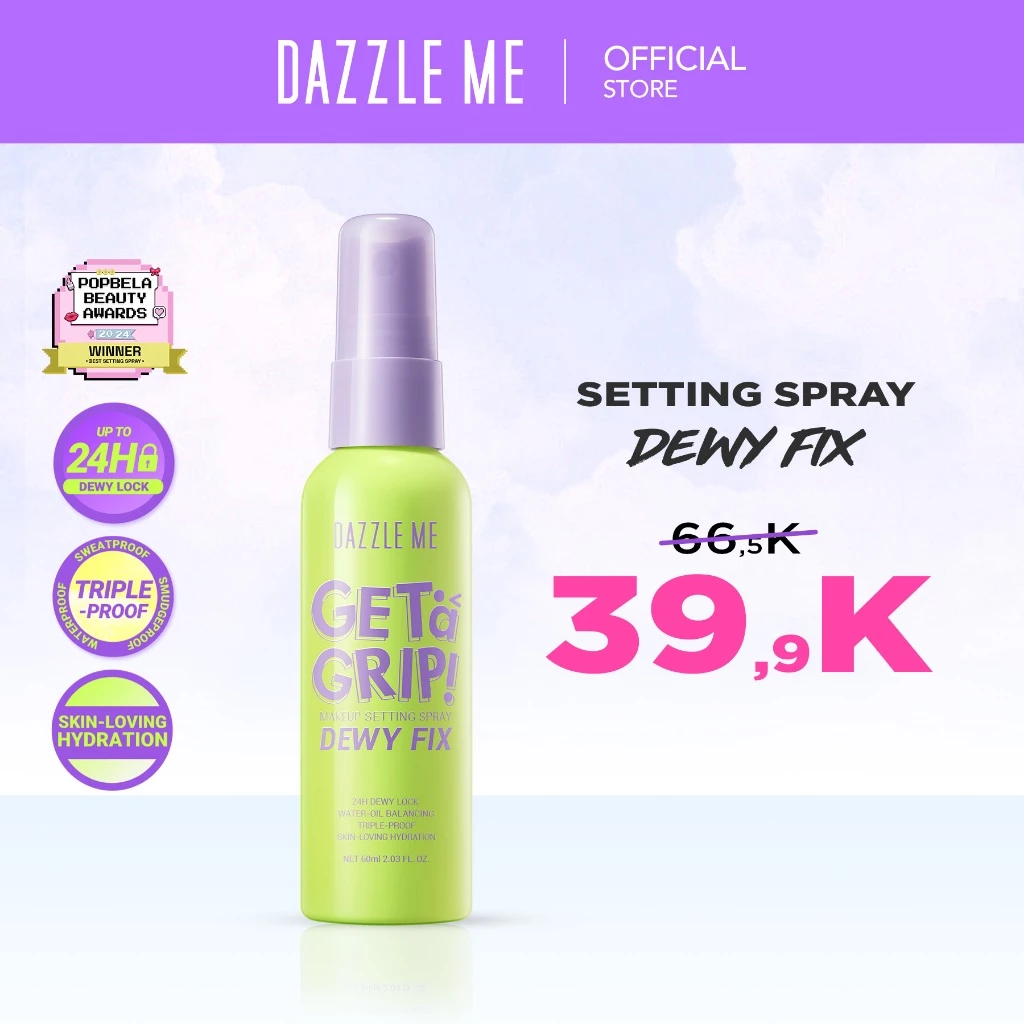 DAZZLE ME
OFFICIAL
STORE
POPBELA
BEAUTY
AWARDS
2024
WINNER
•BEST SETTING SPRAY•
UP TO
24H
DEWY LOCK
SWEATPROOF
TRIPLE
-PROOF
WATERPROOF
SMUDGEPROOF
SKIN-LOVING
HYDRATION
DAZZLE ME
GET a
GRIP!
MAKEUP SETTING SPRAY
DEWY FIX
24H DEWY LOCK
WATER-OIL BALANCING
TRIPLE-PROOF
SKIN-LOVING HYDRATION
NET 60ml 2.03 FL. OZ.
SETTING SPRAY
DEWY FIX
66,5K
39,9K